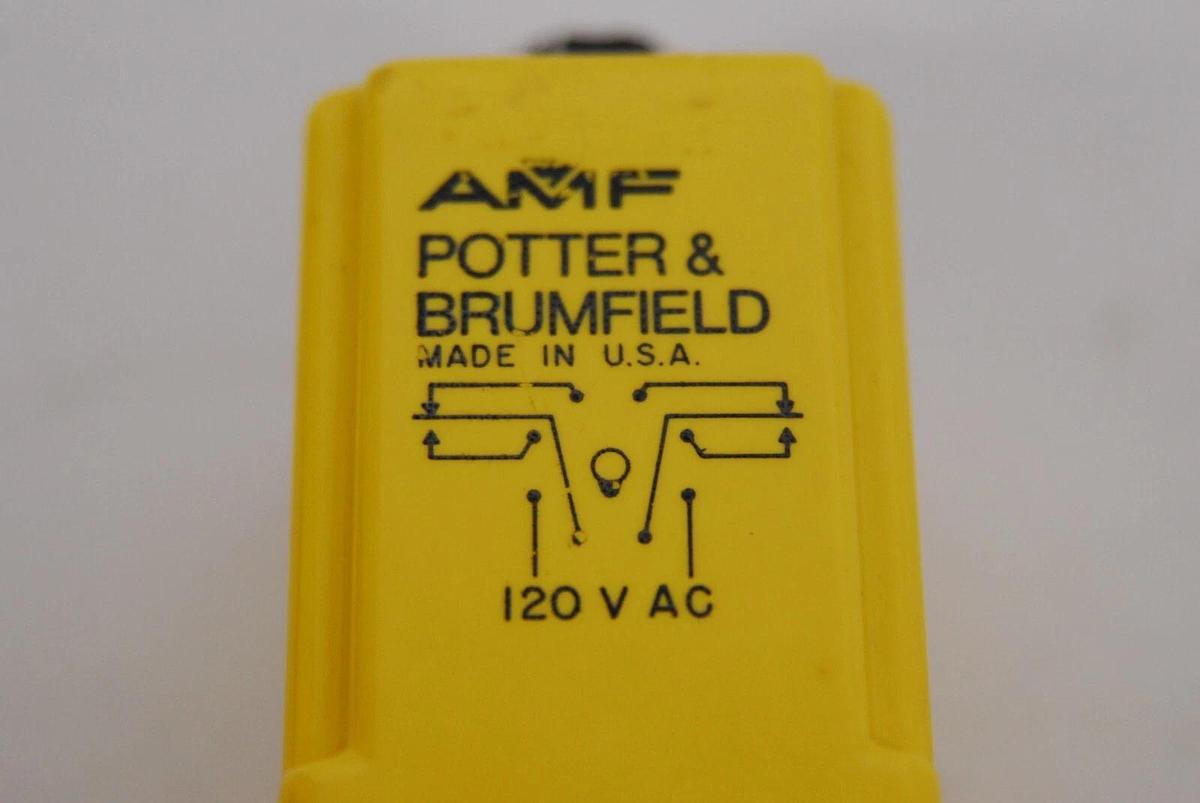 AMF
POTTER &
BRUMFIELD
MADE IN U.S.A.
120 V AC